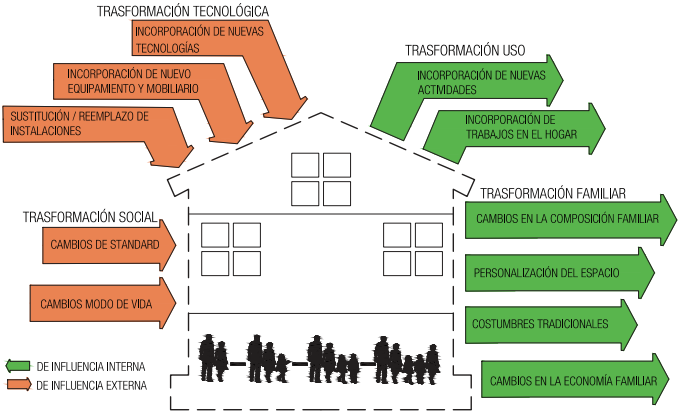 TRASFORMACIÓN TECNOLÓGICA
INCORPORACIÓN DE NUEVAS
TECNOLOGÍAS
INCORPORACIÓN DE NUEVO
EQUIPAMIENTO Y MOBILIARIO
SUSTITUCIÓN / REEMPLAZO DE
INSTALACIONES
TRASFORMACIÓN USO
INCORPORACIÓN DE NUEVAS
ACTMDADES
INCORPORACIÓN DE
TRABAJOS EN EL HOGAR
TRASFORMACIÓN SOCIAL
CAMBIOS DE STANDARD
CAMBIOS MODO DE VIDA
TRASFORMACIÓN FAMILIAR
CAMBIOS EN LA COMPOSICIÓN FAMILIAR
PERSONALIZACIÓN DEL ESPACIO
COSTUMBRES TRADICIONALES
CAMBIOS EN LA ECONOMÍA FAMILIAR
DE INFLUENCIA INTERNA
DE INFLUENCIA EXTERNA